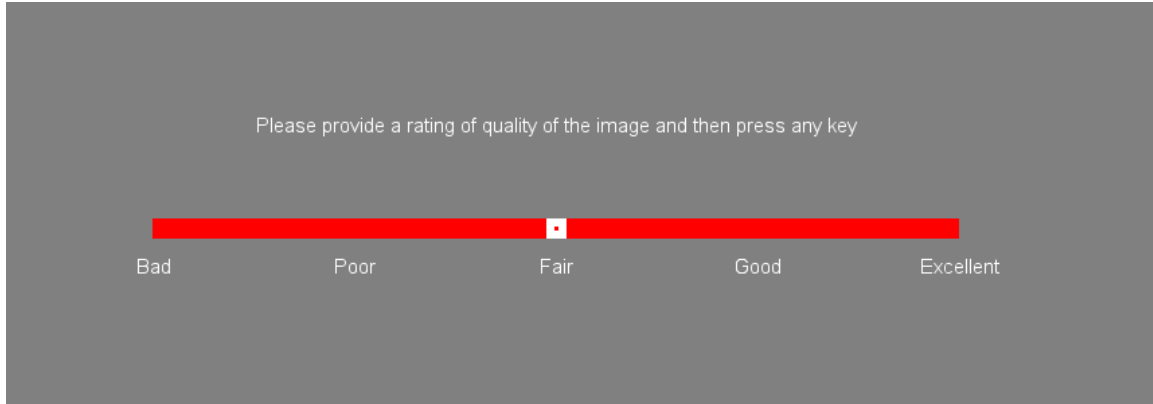 Please provide a rating of quality of the image and then press any key
Bad Poor Fair Good Excellent